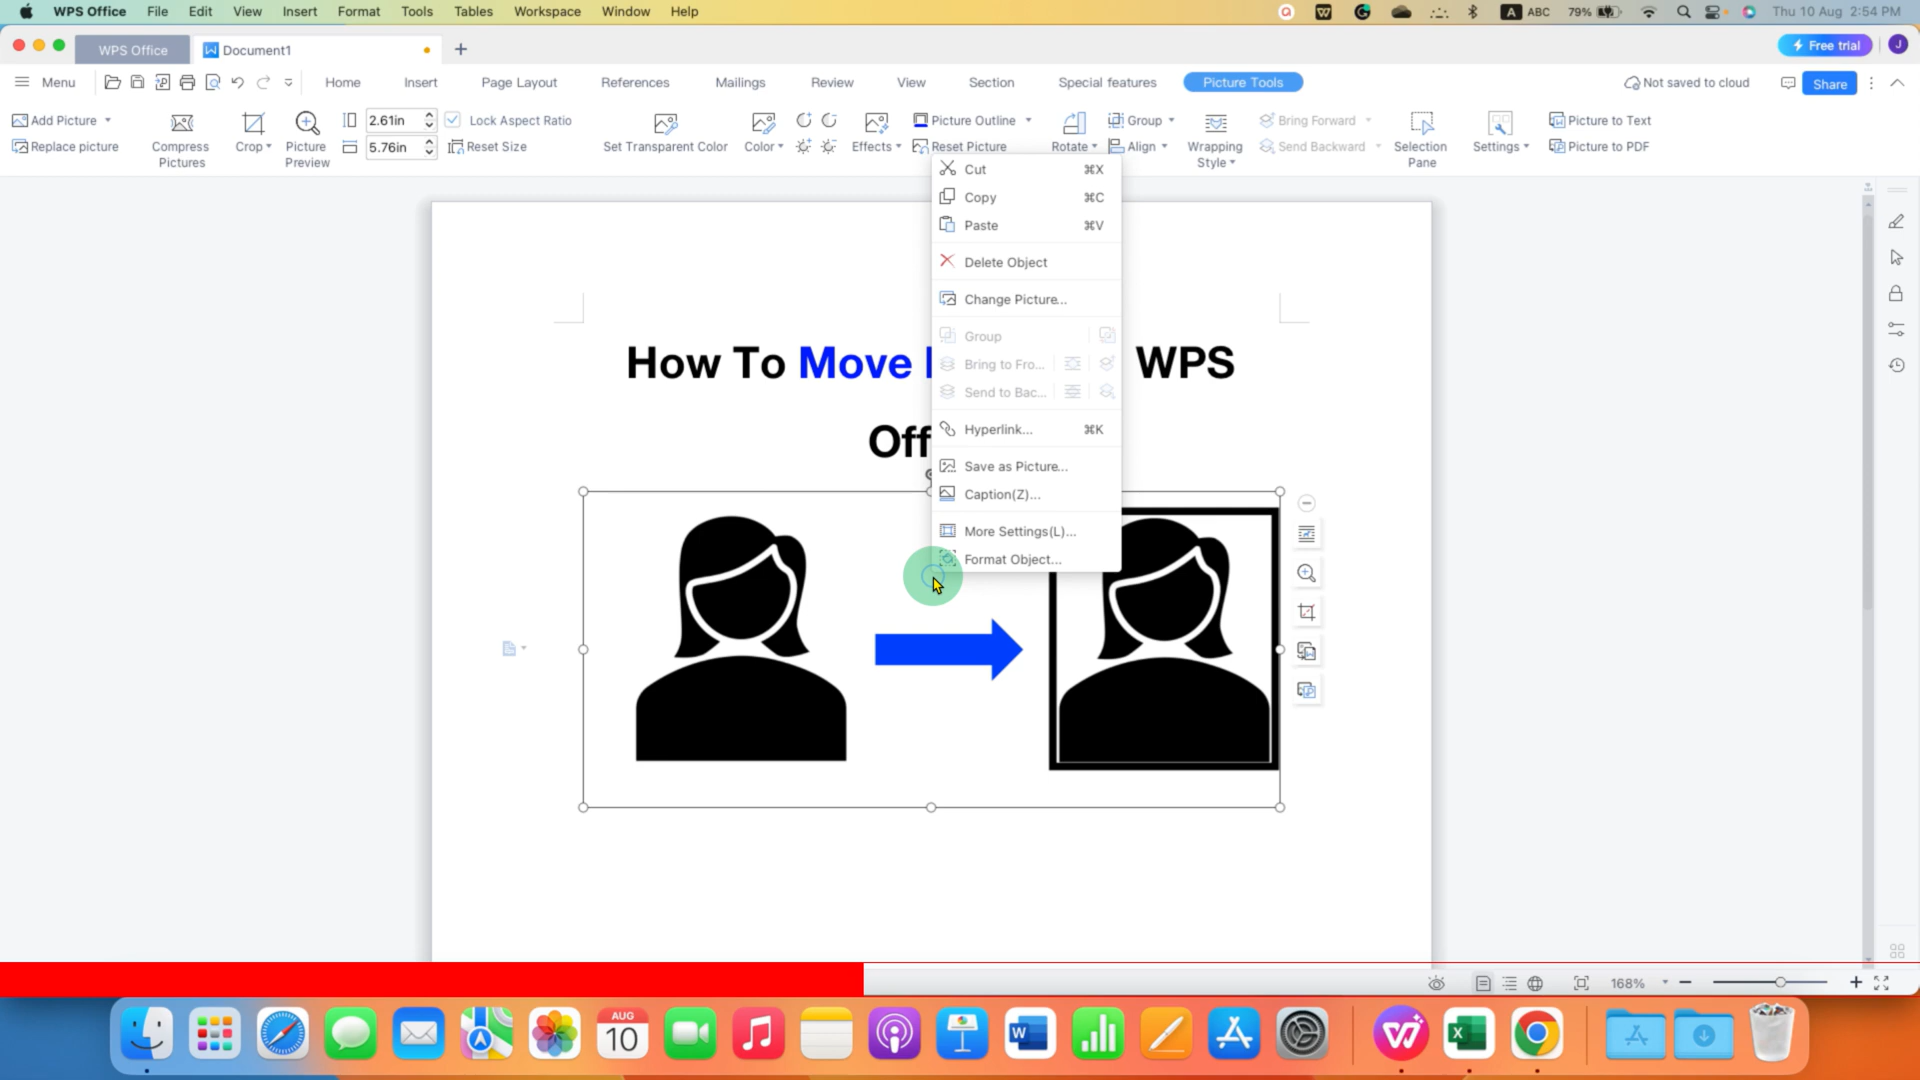 WPS Office File Edit View Insert Format Tools Tables Workspace Window Help A ABC 79% Thu 10 Aug 2:54 PM
WPS Office Document1 Free trial J
Menu Home Insert Page Layout References Mailings Review View Section Special features Picture Tools Not saved to cloud Share
Add Picture 2.61in Lock Aspect Ratio Picture Outline Group Bring Forward Picture to Text
Replace picture Compress Crop Picture 5.76in Reset Size Set Transparent Color Color Effects Reset Picture Rotate Align Wrapping Send Backward Selection Settings Picture to PDF
Pictures Preview Style Pane
Cut ⌘X
Copy ⌘C
Paste ⌘V
Delete Object
Change Picture...
Group
Bring to Fro...
Send to Bac...
Hyperlink... ⌘K
Save as Picture...
Caption(Z)...
More Settings(L)...
Format Object...
How To Move WPS
Off
168%
AUG
10
W
X